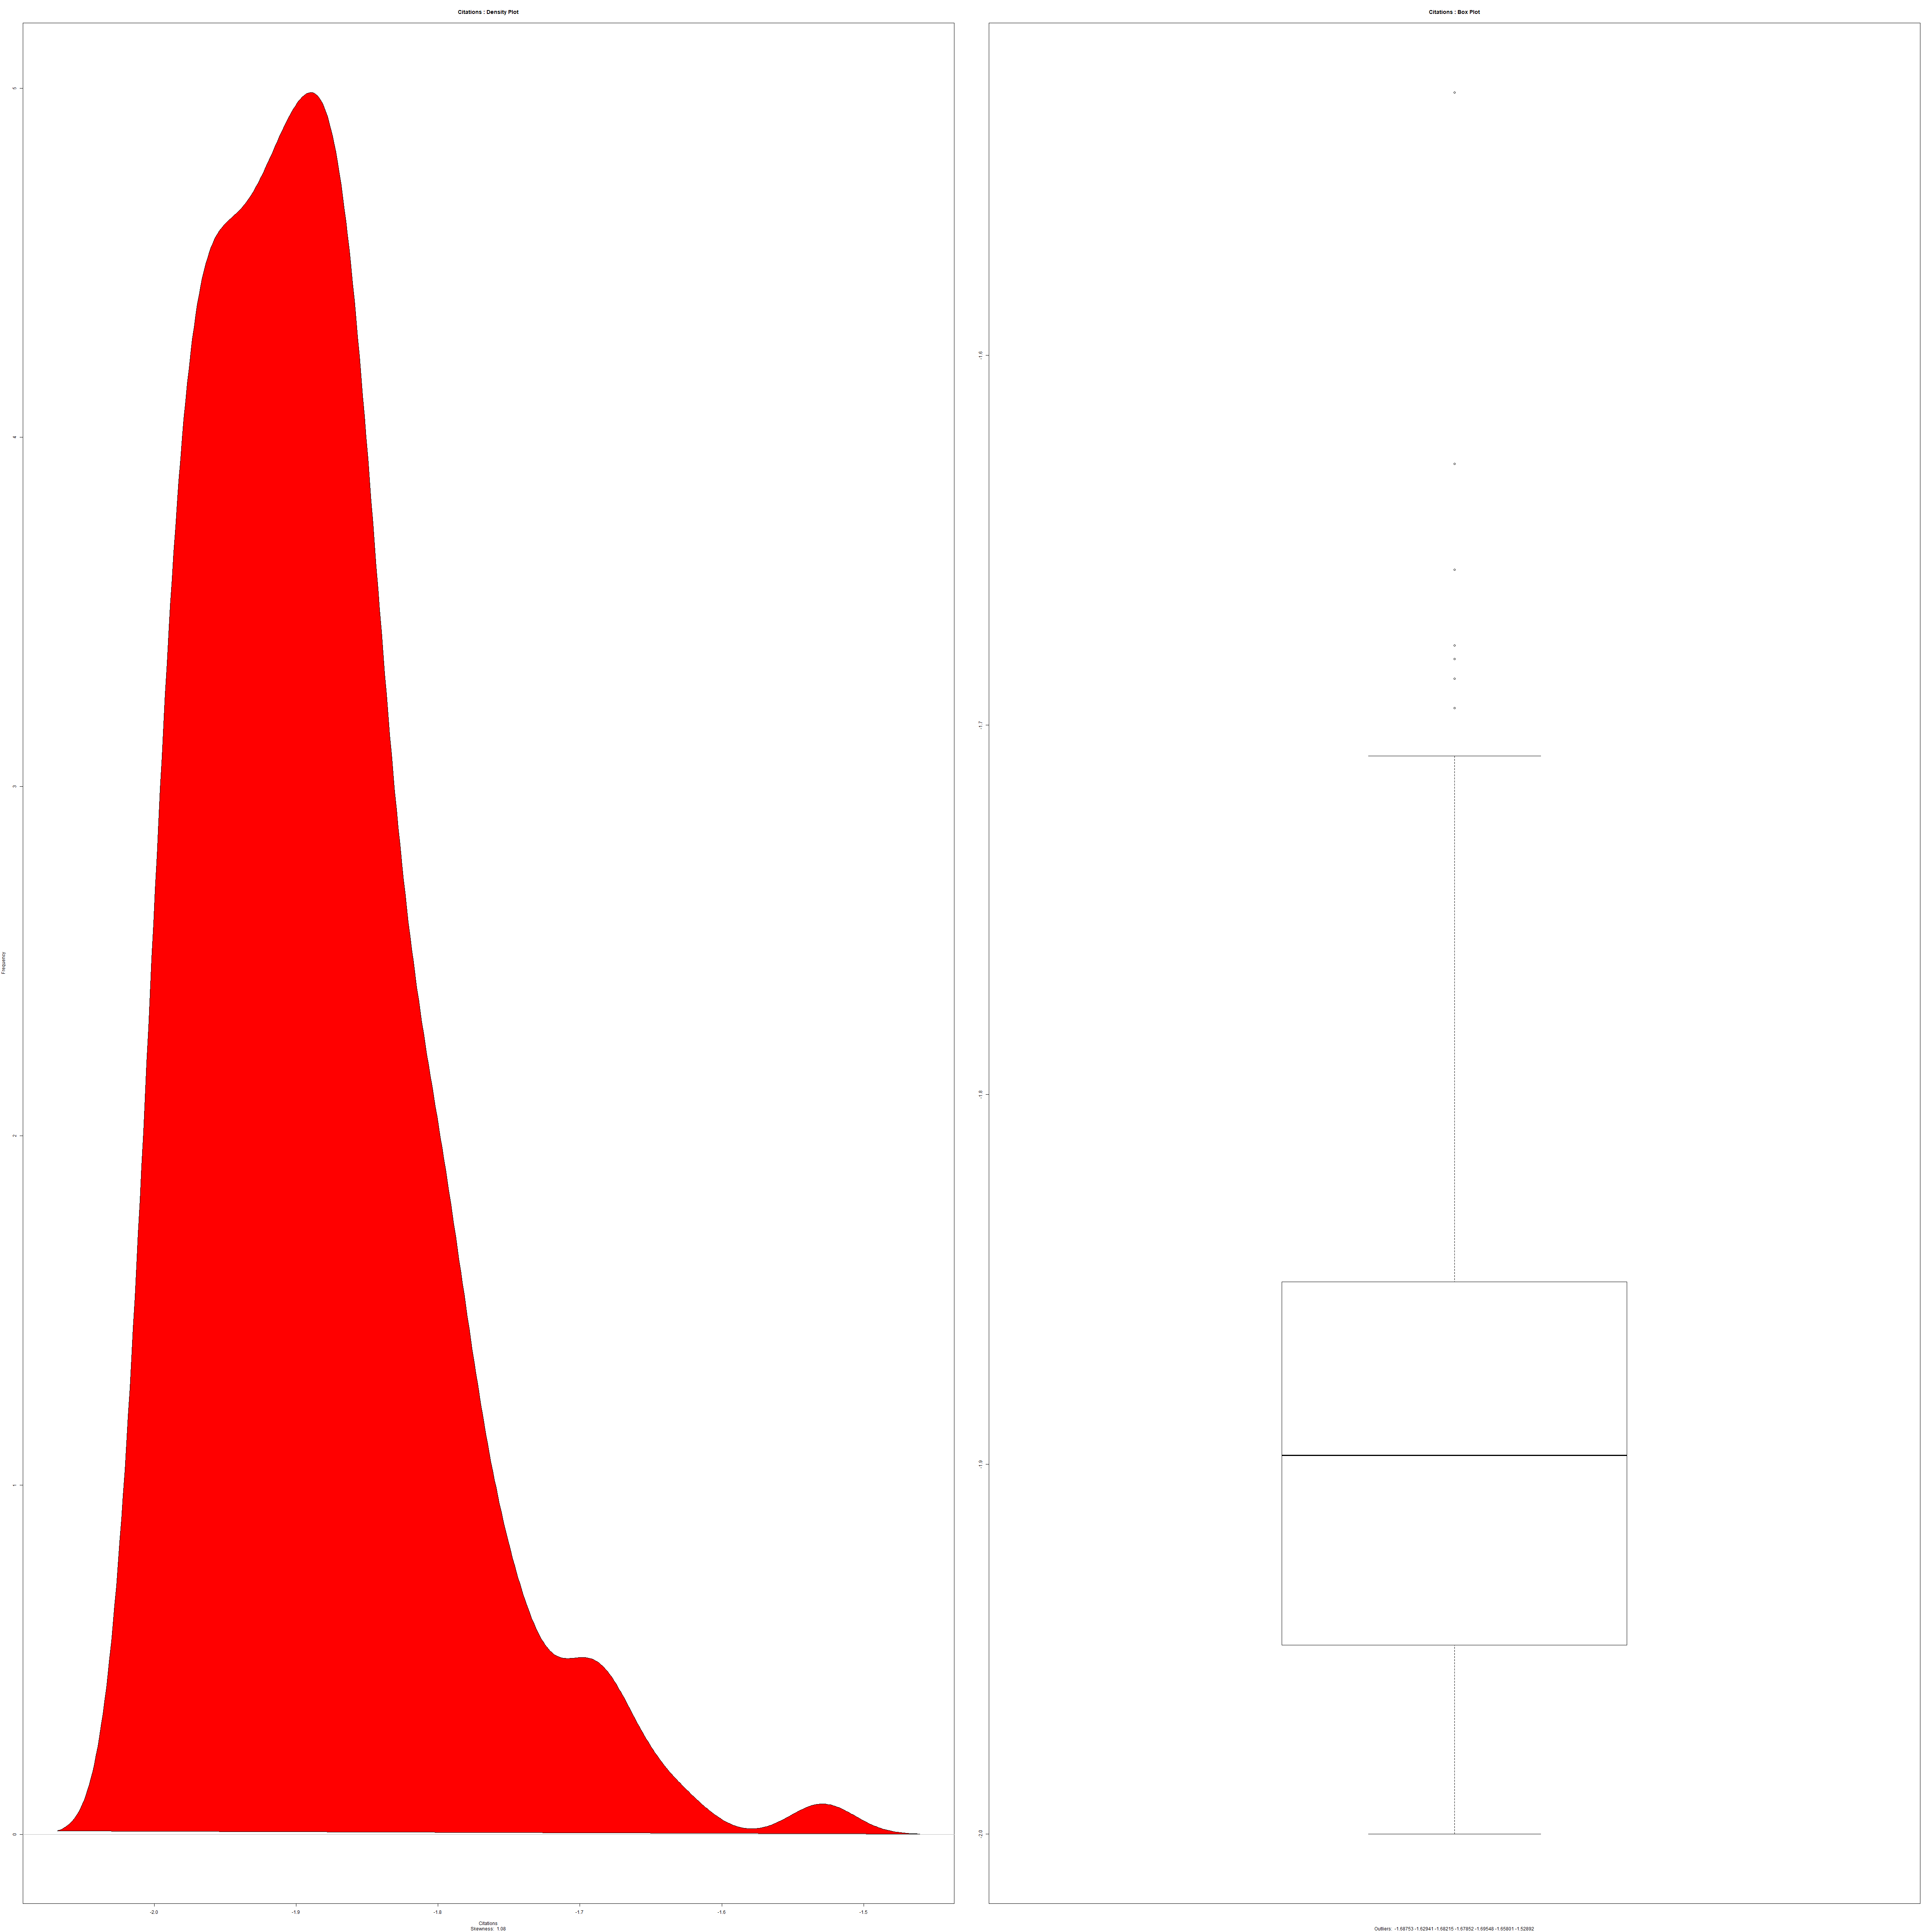 Citations : Density Plot
Frequency
5
4
3
2
1
0
-2.0 -1.9 -1.8 -1.7 -1.6 -1.5
Citations
Skewness: 1.08
Citations : Box Plot
-1.6
-1.7
-1.8
-1.9
-2.0
Outliers: -1.68753 -1.62941 -1.68215 -1.67852 -1.69548 -1.65801 -1.52892